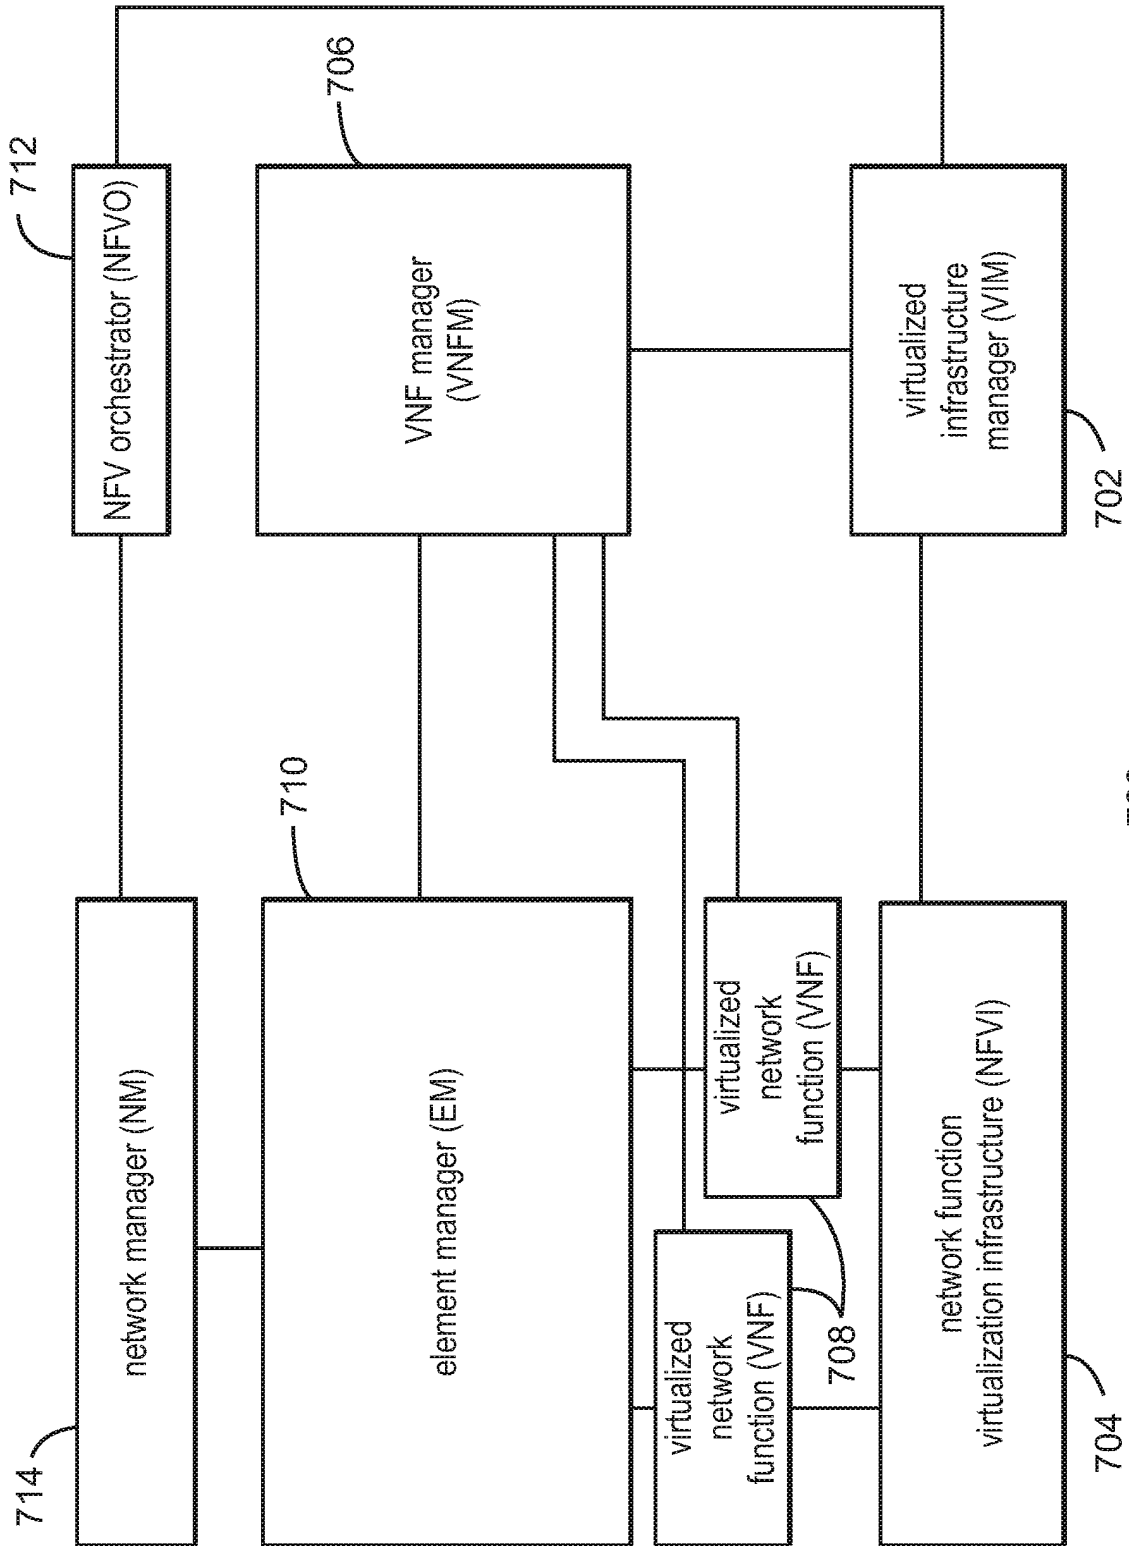 714
712
network manager (NM)
NFV orchestrator (NFVO)
710
706
element manager (EM)
VNF manager
(VNFM)
virtualized
network
function (VNF)
virtualized
network
function (VNF)
708
network function
virtualization infrastructure (NFVI)
virtualized
infrastructure
manager (VIM)
704
702